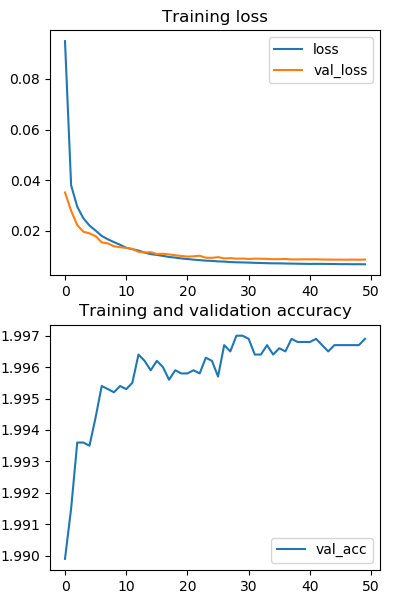 Training loss
loss
val_loss
0.08
0.06
0.04
0.02
0 10 20 30 40 50
Training and validation accuracy
1.997
1.996
1.995
1.994
1.993
1.992
1.991
1.990
val_acc
0 10 20 30 40 50